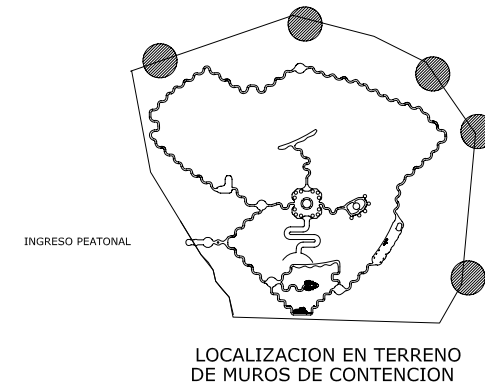 INGRESO PEATONAL
LOCALIZACION EN TERRENO
DE MUROS DE CONTENCION